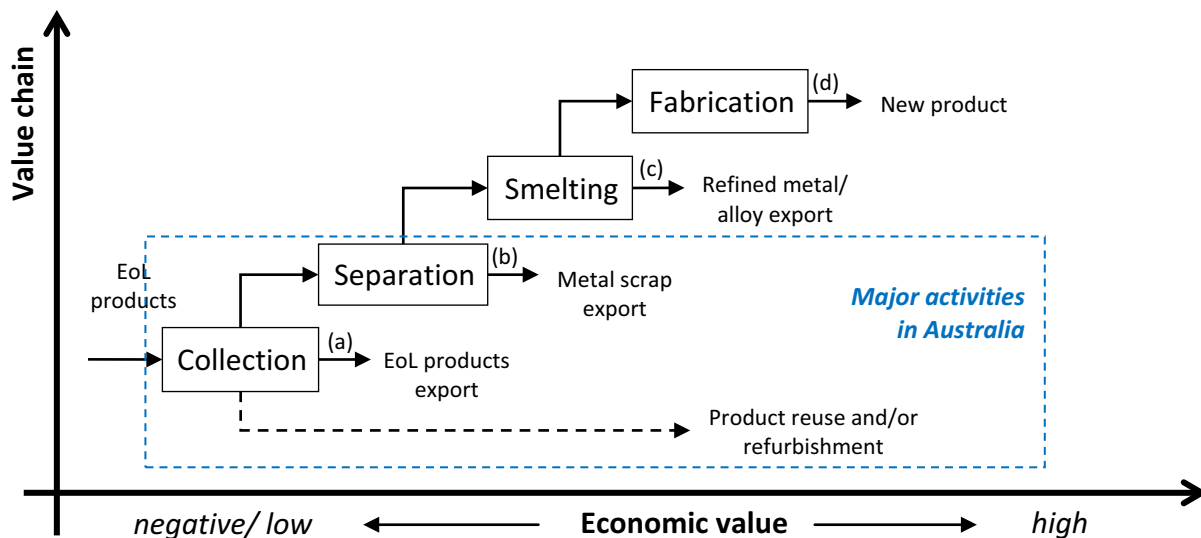 Value chain
Fabrication
(d)
New product
Smelting
(c)
Refined metal/
alloy export
EoL
products
Separation
(b)
Metal scrap
export
Major activities
in Australia
Collection
(a)
EoL products
export
Product reuse and/or
refurbishment
negative/ low
Economic value
high